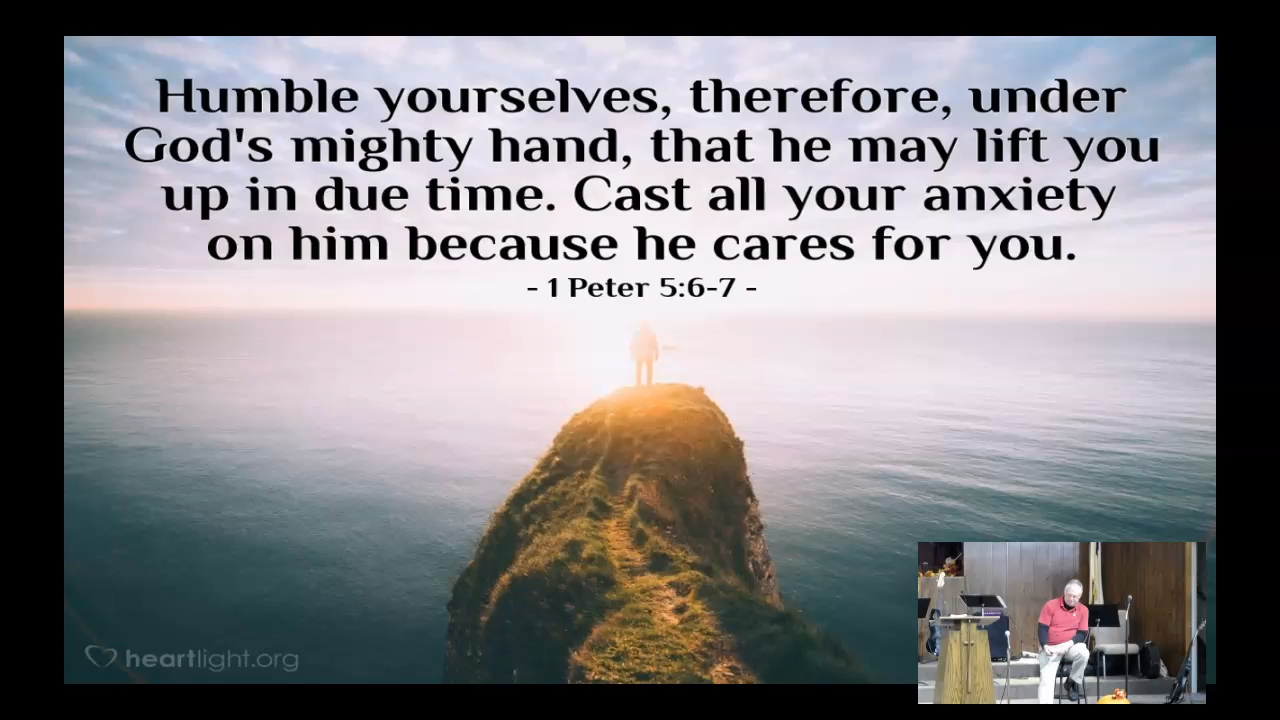 Humble yourselves, therefore, under
God's mighty hand, that he may lift you
up in due time. Cast all your anxiety
on him because he cares for you.
- 1 Peter 5:6-7 -
heartlight.org